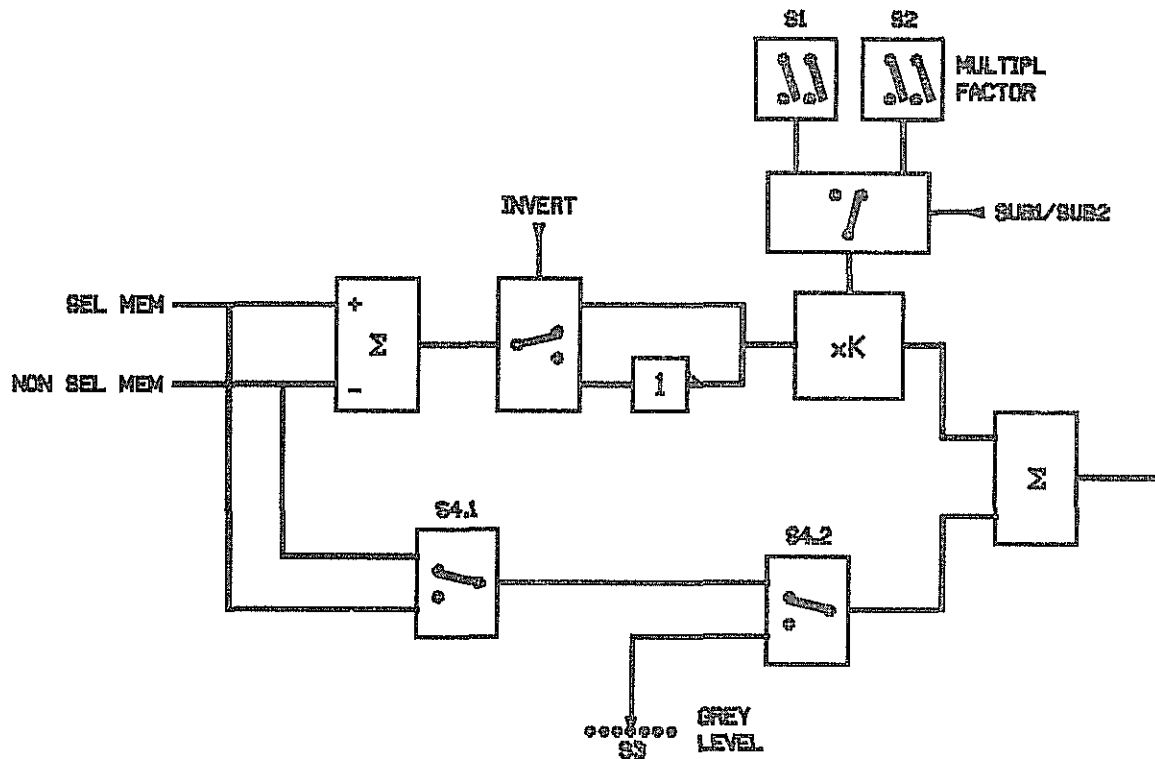 S1
S2
MULTIPL
FACTOR
INVERT
SUB1/SUB2
SEL MEM
+
Σ
xK
NON SEL MEM
-
1
Σ
S4.1
S4.2
GREY
LEVEL
S3